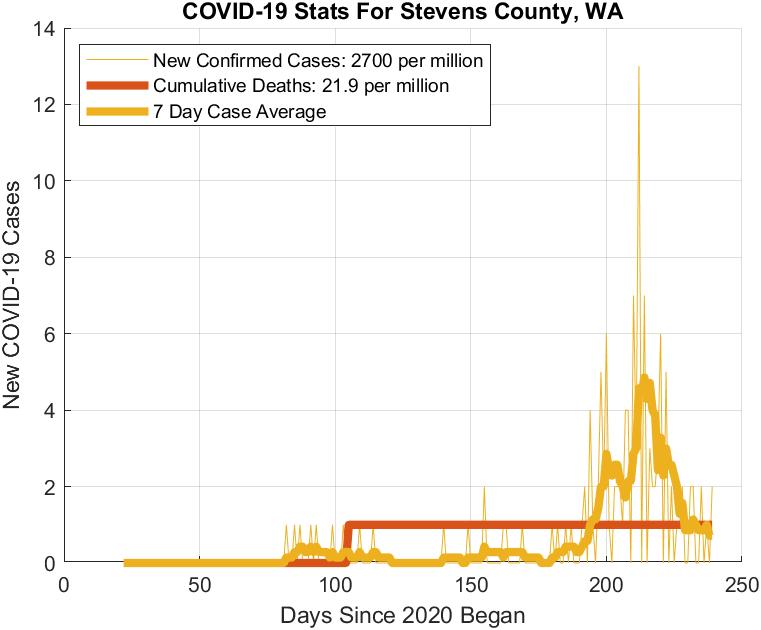 COVID-19 Stats For Stevens County, WA
New Confirmed Cases: 2700 per million
Cumulative Deaths: 21.9 per million
7 Day Case Average
New COVID-19 Cases
14
12
10
8
6
4
2
0
0 50 100 150 200 250
Days Since 2020 Began